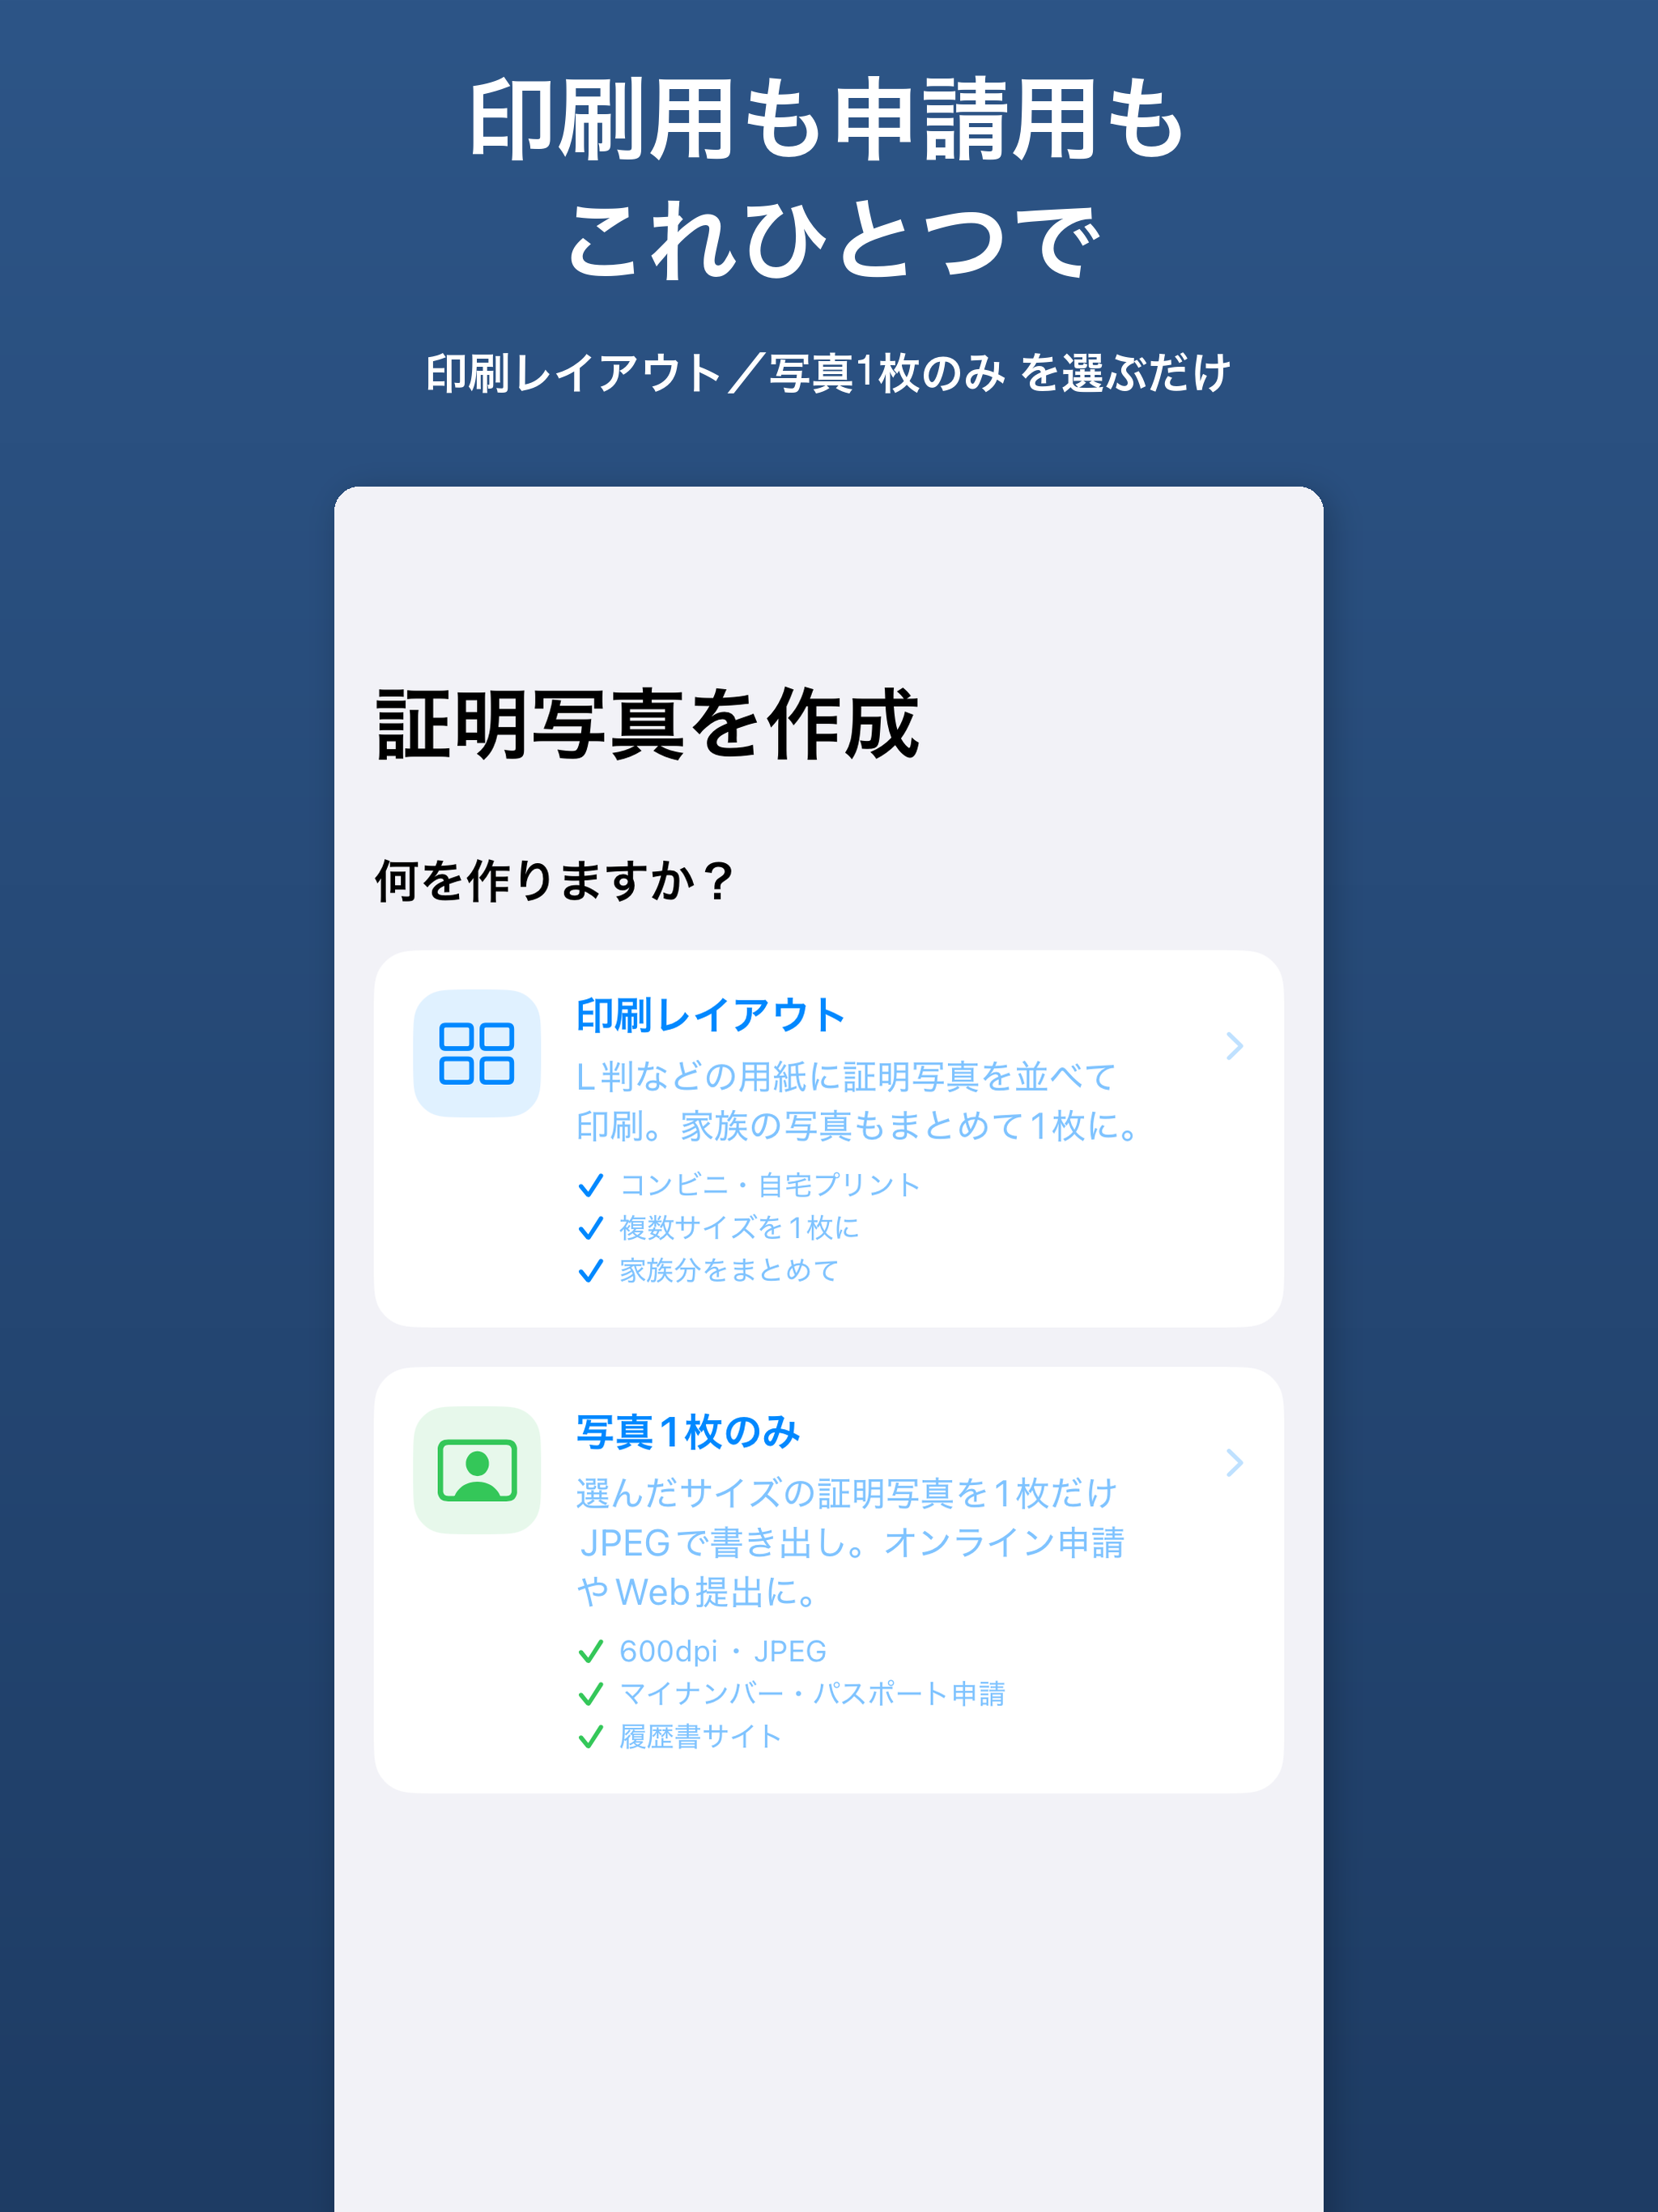 印刷用も申請用も
これひとつで
印刷レイアウト／写真1枚のみ を選ぶだけ
証明写真を作成
何を作りますか？
印刷レイアウト
L判などの用紙に証明写真を並べて
印刷。家族の写真もまとめて1枚に。
コンビニ・自宅プリント
複数サイズを1枚に
家族分をまとめて
写真1枚のみ
選んだサイズの証明写真を1枚だけ
JPEGで書き出し。オンライン申請
やWeb提出に。
600dpi・JPEG
マイナンバー・パスポート申請
履歴書サイト